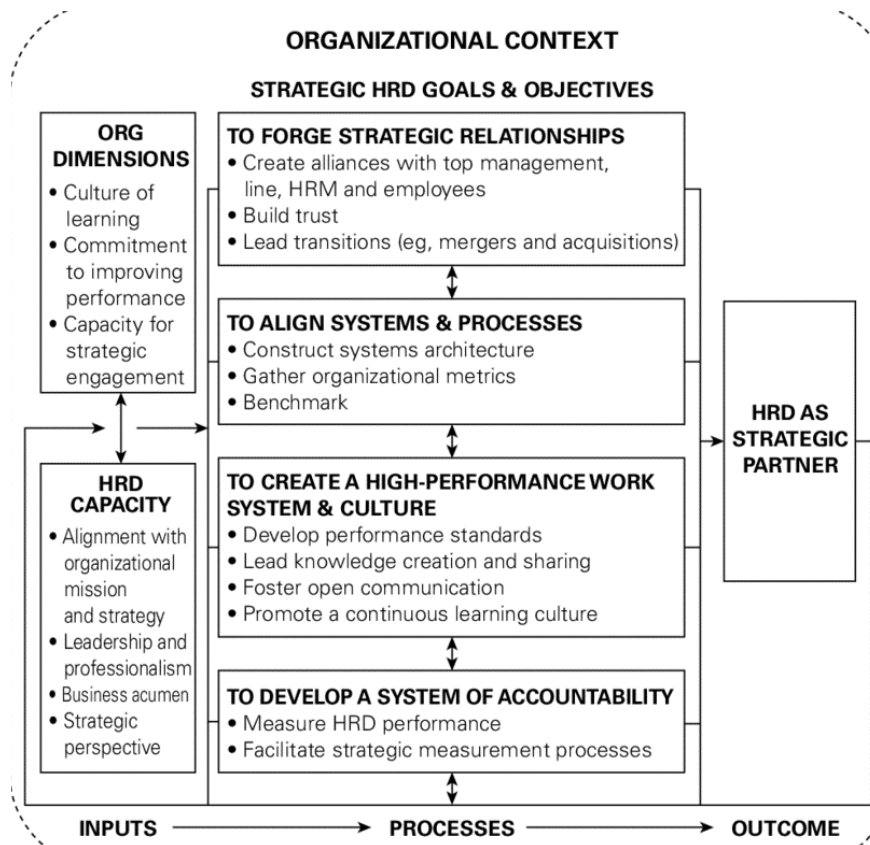 ORGANIZATIONAL CONTEXT
STRATEGIC HRD GOALS & OBJECTIVES
ORG
DIMENSIONS
• Culture of
learning
• Commitment
to improving
performance
• Capacity for
strategic
engagement
HRD
CAPACITY
• Alignment with
organizational
mission
and strategy
• Leadership and
professionalism
• Business acumen
• Strategic
perspective
TO FORGE STRATEGIC RELATIONSHIPS
• Create alliances with top management,
line, HRM and employees
• Build trust
• Lead transitions (eg, mergers and acquisitions)
TO ALIGN SYSTEMS & PROCESSES
• Construct systems architecture
• Gather organizational metrics
• Benchmark
TO CREATE A HIGH-PERFORMANCE WORK
SYSTEM & CULTURE
• Develop performance standards
• Lead knowledge creation and sharing
• Foster open communication
• Promote a continuous learning culture
TO DEVELOP A SYSTEM OF ACCOUNTABILITY
• Measure HRD performance
• Facilitate strategic measurement processes
HRD AS
STRATEGIC
PARTNER
INPUTS PROCESSES OUTCOME